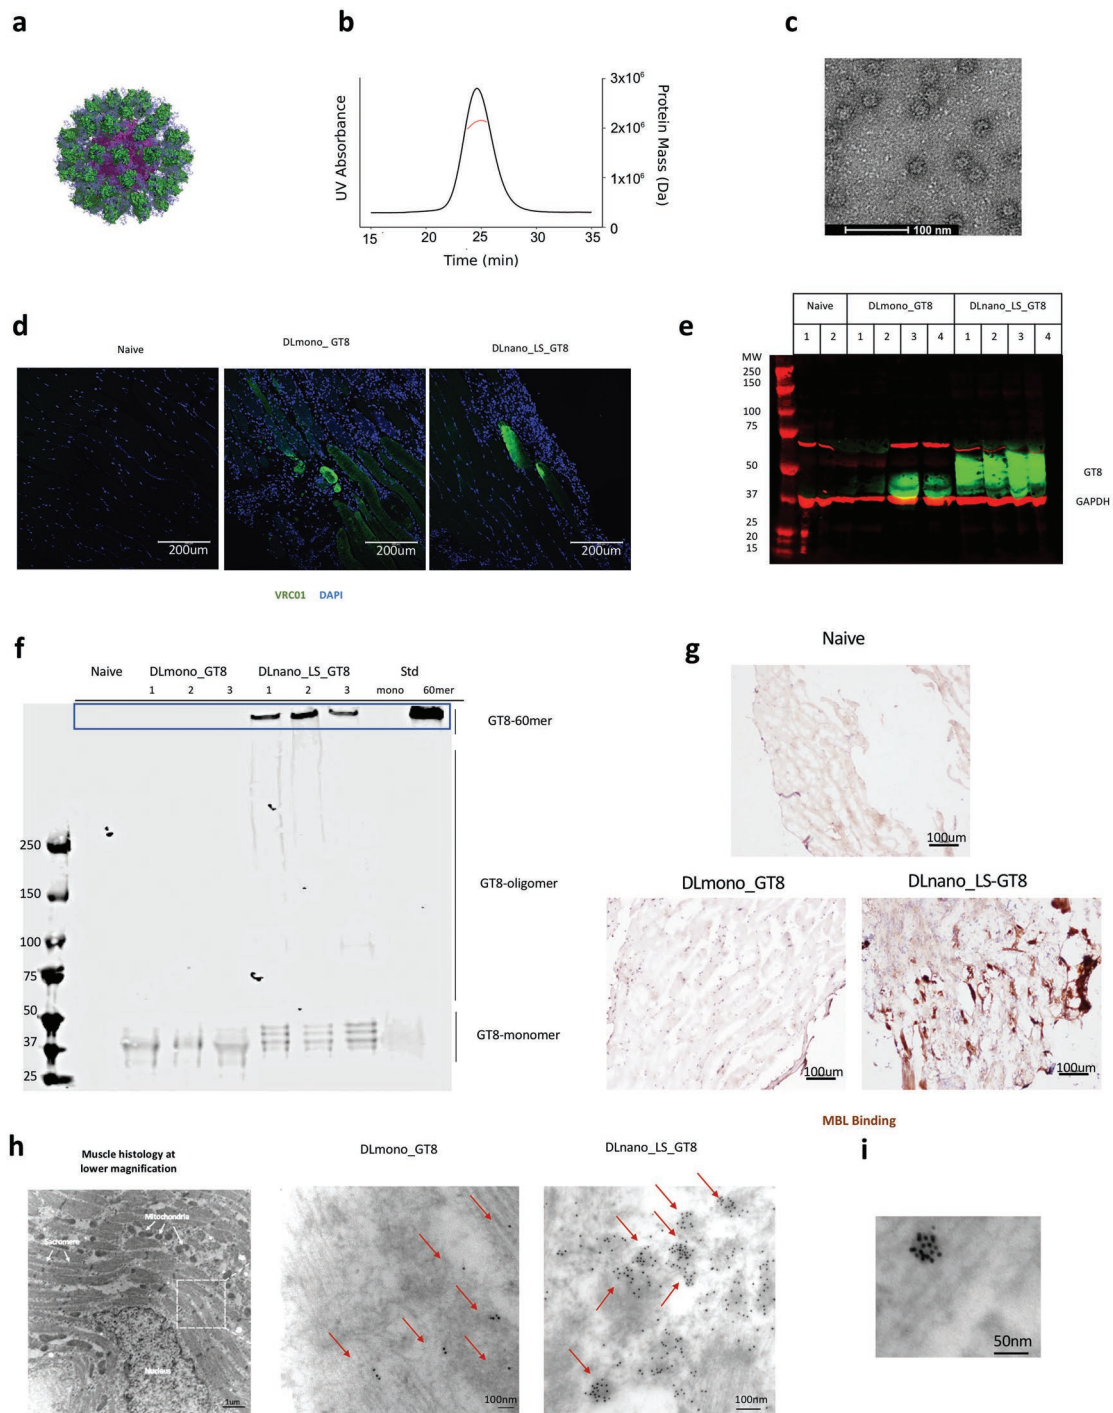 a
b
c
UV Absorbance
Protein Mass (Da)
3x10⁶
2x10⁶
1x10⁶
0
15 20 25 30 35
Time (min)
100 nm
d
Naive
DLmono_ GT8
DLnano_LS_GT8
200um
200um
200um
VRC01 DAPI
e
Naive DLmono_GT8 DLnano_LS_GT8
1 2 1 2 3 4 1 2 3 4
MW
250
150
100
75
50
37
25
20
15
GT8
GAPDH
f
Naive DLmono_GT8 DLnano_LS_GT8 Std
1 2 3 1 2 3 mono 60mer
GT8-60mer
250
150
100
75
50
37
25
GT8-oligomer
GT8-monomer
g
Naive
100um
DLmono_GT8
DLnano_LS-GT8
100um
100um
MBL Binding
h
Muscle histology at
lower magnification
DLmono_GT8
DLnano_LS_GT8
Mitochondria
Sacromere
Nucleus
1um
100nm
100nm
i
50nm